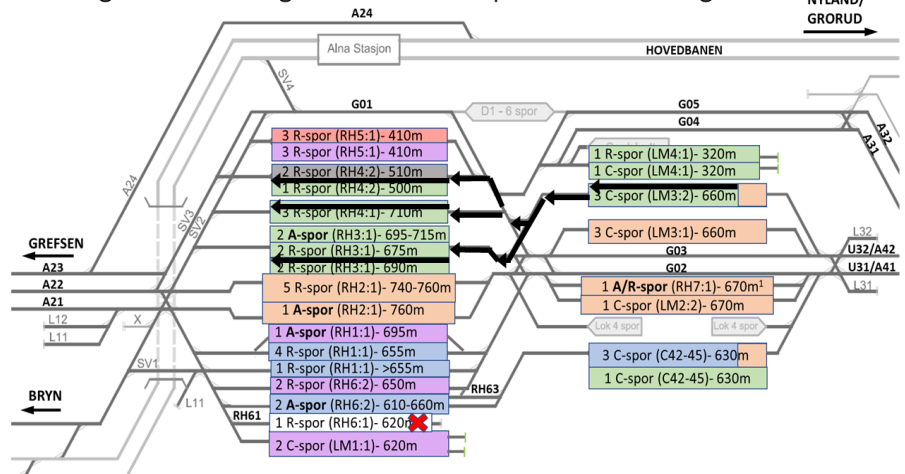 A24
NYLAND/
GRORUD
Alna Stasjon
HOVEDBANEN
SV4
G01
D1 - 6 spor
G05
G04
A32
A31
3 R-spor (RH5:1)- 410m
3 R-spor (RH5:1)- 410m
2 R-spor (RH4:2)- 510m
1 R-spor (RH4:2)- 500m
3 R-spor (RH4:1)- 710m
2 A-spor (RH3:1)- 695-715m
2 R-spor (RH3:1)- 675m
2 R-spor (RH3:1)- 690m
5 R-spor (RH2:1)- 740-760m
1 A-spor (RH2:1)- 760m
1 A-spor (RH1:1)- 695m
4 R-spor (RH1:1)- 655m
1 R-spor (RH1:1)- >655m
2 R-spor (RH6:2)- 650m
2 A-spor (RH6:2)- 610-660m
1 R-spor (RH6:1)- 620m
2 C-spor (LM1:1)- 620m
1 R-spor (LM4:1)- 320m
1 C-spor (LM4:1)- 320m
3 C-spor (LM3:2)- 660m
3 C-spor (LM3:1)- 660m
G03
G02
1 A/R-spor (RH7:1)- 670m¹
1 C-spor (LM2:2)- 670m
Lok 4 spor
Lok 4 spor
3 C-spor (C42-45)- 630m
1 C-spor (C42-45)- 630m
L32
U32/A42
U31/A41
L31
A24
SV3
SV2
GREFSEN
A23
A22
A21
L12
X
L11
SV1
L11
BRYN
RH61
RH63